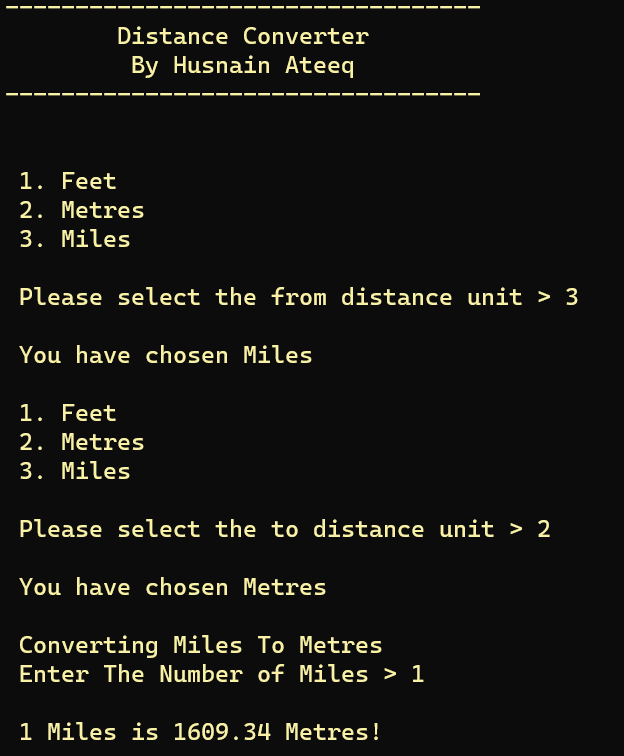 ----------------------------------
Distance Converter
By Husnain Ateeq
----------------------------------
1. Feet
2. Metres
3. Miles
Please select the from distance unit > 3
You have chosen Miles
1. Feet
2. Metres
3. Miles
Please select the to distance unit > 2
You have chosen Metres
Converting Miles To Metres
Enter The Number of Miles > 1
1 Miles is 1609.34 Metres!